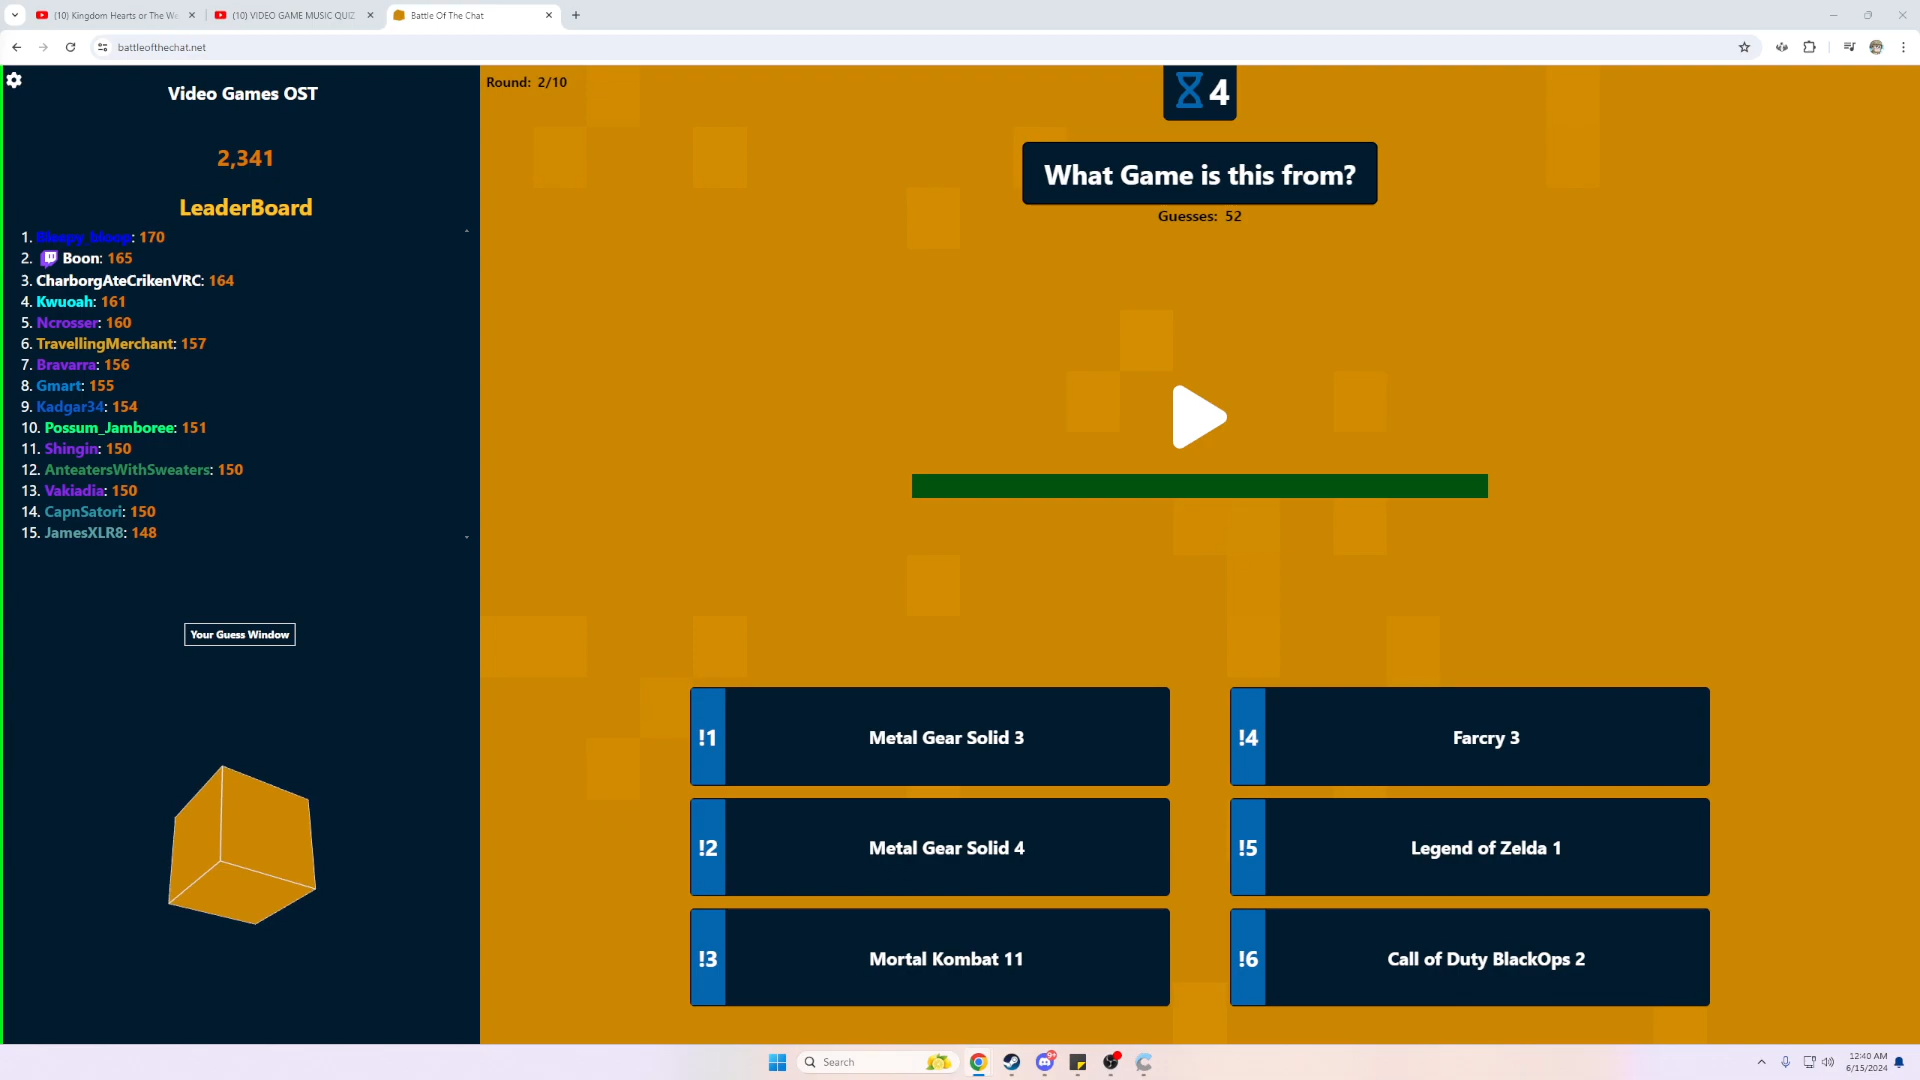 (10) Kingdom Hearts or The We
(10) VIDEO GAME MUSIC QUIZ
Battle Of The Chat
battleofthechat.net
Video Games OST
2,341
LeaderBoard
1. Bleepy_bloop: 170
2. Boon: 165
3. CharborgAteCrikenVRC: 164
4. Kwuoah: 161
5. Ncrosser: 160
6. TravellingMerchant: 157
7. Bravarra: 156
8. Gmart: 155
9. Kadgar34: 154
10. Possum_Jamboree: 151
11. Shingin: 150
12. AnteatersWithSweaters: 150
13. Vakiadia: 150
14. CapnSatori: 150
15. JamesXLR8: 148
Your Guess Window
Round: 2/10
4
What Game is this from?
Guesses: 52
!1 Metal Gear Solid 3
!4 Farcry 3
!2 Metal Gear Solid 4
!5 Legend of Zelda 1
!3 Mortal Kombat 11
!6 Call of Duty BlackOps 2
Search
12:40 AM
6/15/2024